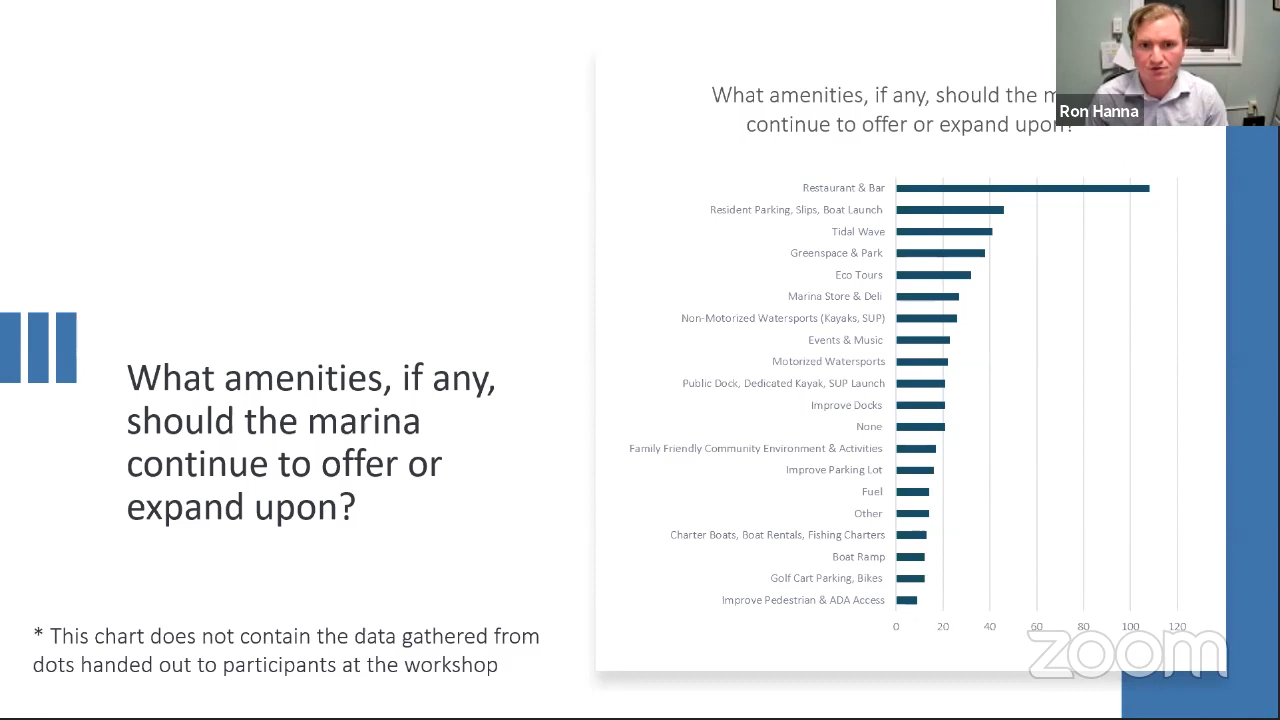 What amenities, if any, should the m
continue to offer or expand upon?
Ron Hanna
Restaurant & Bar
Resident Parking, Slips, Boat Launch
Tidal Wave
Greenspace & Park
Eco Tours
Marina Store & Deli
Non-Motorized Watersports (Kayaks, SUP)
Events & Music
Motorized Watersports
Public Dock, Dedicated Kayak, SUP Launch
Improve Docks
None
Family Friendly Community Environment & Activities
Improve Parking Lot
Fuel
Other
Charter Boats, Boat Rentals, Fishing Charters
Boat Ramp
Golf Cart Parking, Bikes
Improve Pedestrian & ADA Access
0 20 40 60 80 100 120
What amenities, if any,
should the marina
continue to offer or
expand upon?
* This chart does not contain the data gathered from
dots handed out to participants at the workshop
zoom